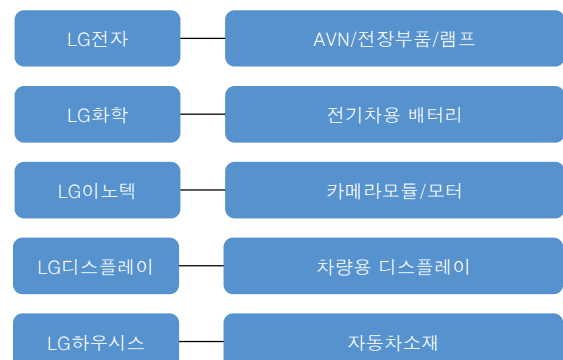 LG전자 AVN/전장부품/램프
LG화학 전기차용 배터리
LG이노텍 카메라모듈/모터
LG디스플레이 차량용 디스플레이
LG하우시스 자동차소재